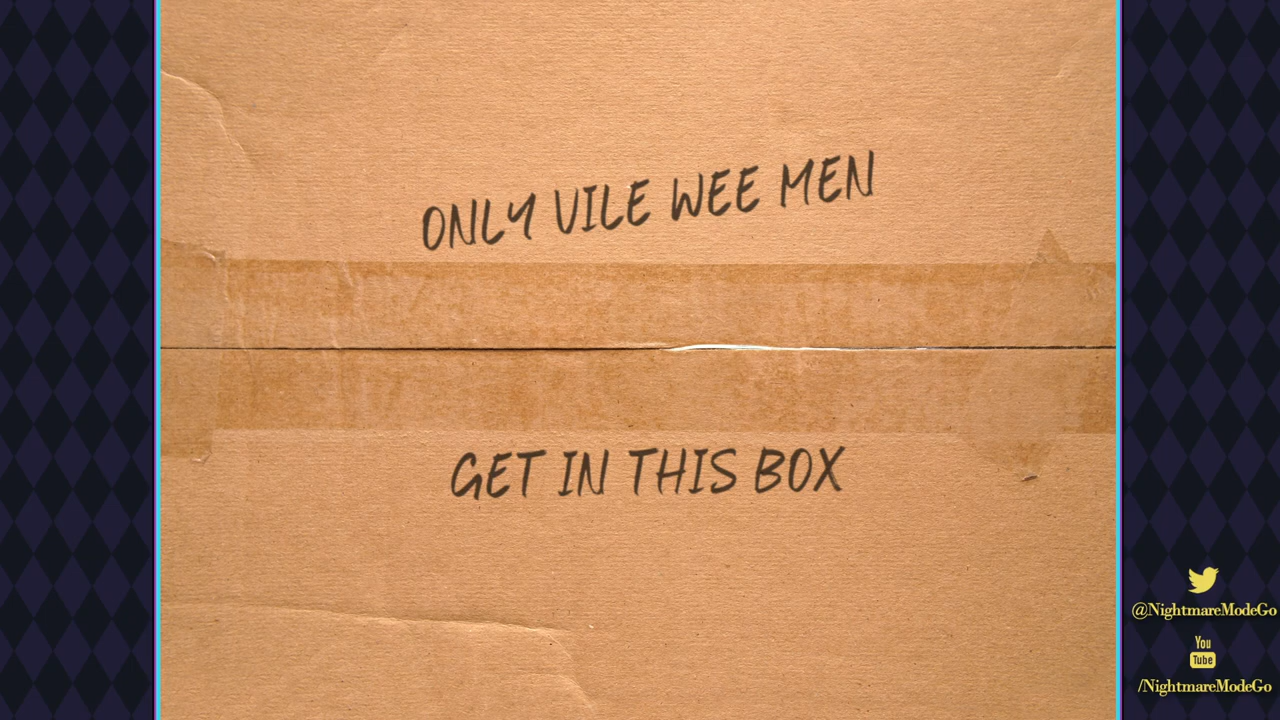 ONLY VILE WEE MEN
GET IN THIS BOX
@NightmareModeGo
You
Tube
/NightmareModeGo